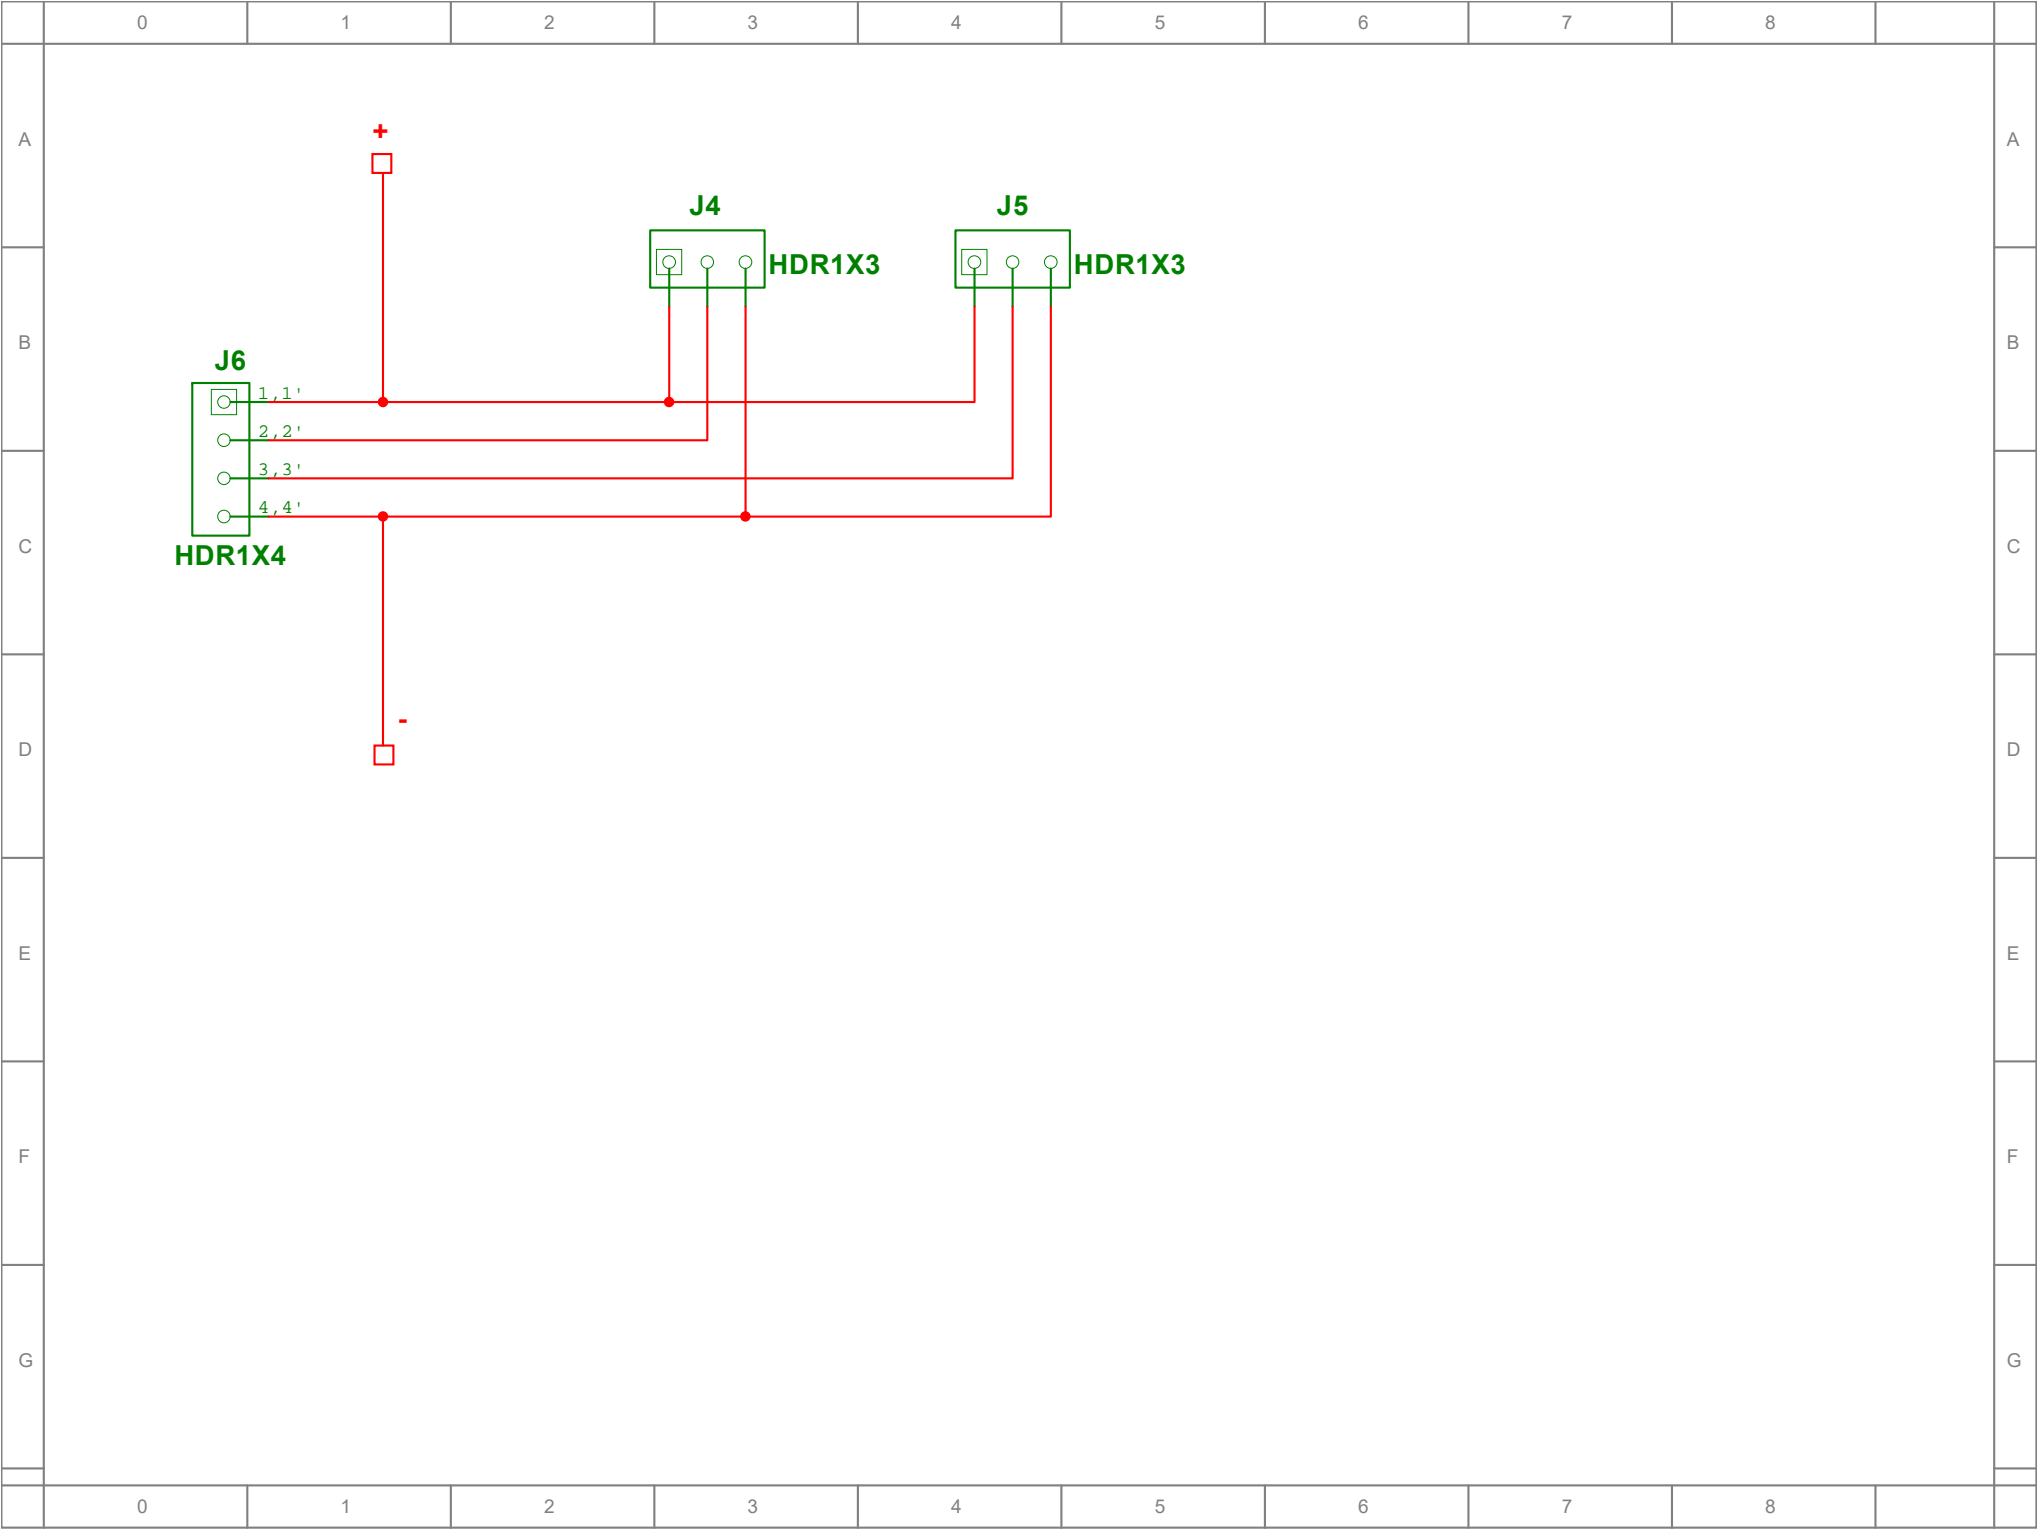 0 1 2 3 4 5 6 7 8
A A
+
J4 J5
HDR1X3 HDR1X3
B B
J6
1,1'
2,2'
3,3'
4,4'
C C
HDR1X4
-
D D
E E
F F
G G
0 1 2 3 4 5 6 7 8